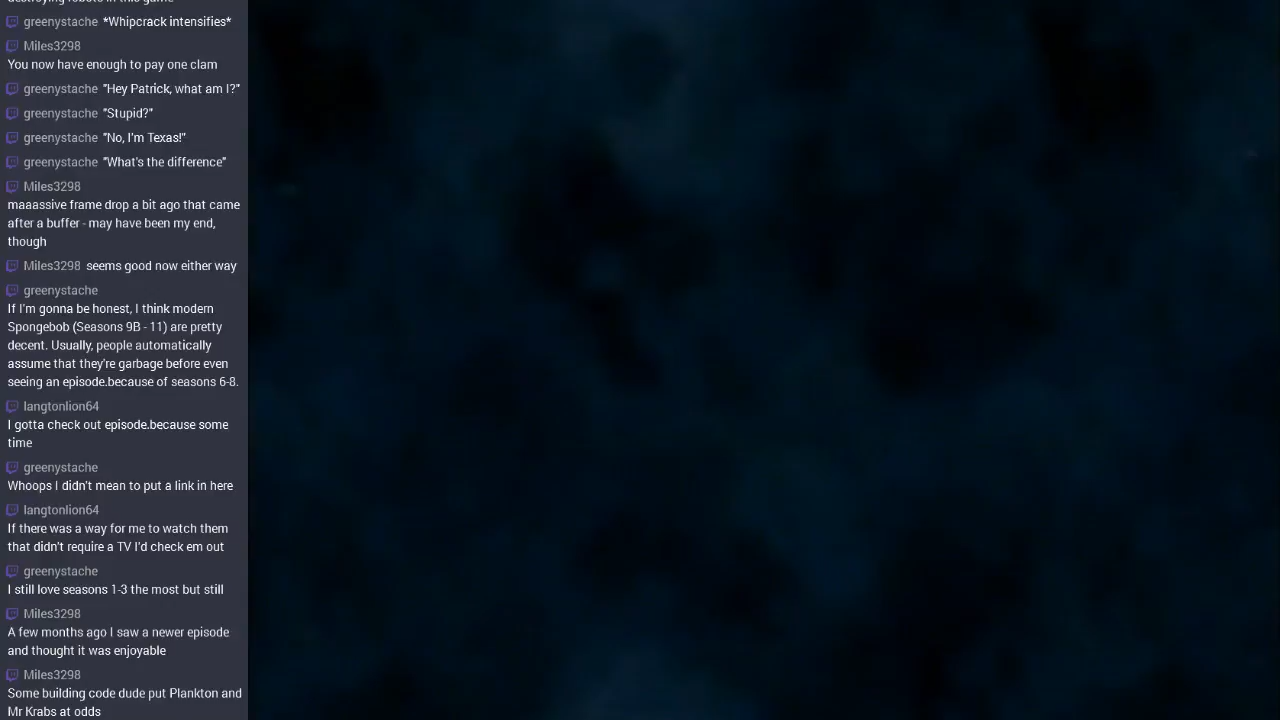 destroying robots in this game
greenystache *Whipcrack intensifies*
Miles3298
You now have enough to pay one clam
greenystache "Hey Patrick, what am I?"
greenystache "Stupid?"
greenystache "No, I'm Texas!"
greenystache "What's the difference"
Miles3298
maaassive frame drop a bit ago that came
after a buffer - may have been my end,
though
Miles3298 seems good now either way
greenystache
If I'm gonna be honest, I think modern
Spongebob (Seasons 9B - 11) are pretty
decent. Usually, people automatically
assume that they're garbage before even
seeing an episode.because of seasons 6-8.
langtonlion64
I gotta check out episode.because some
time
greenystache
Whoops I didn't mean to put a link in here
langtonlion64
If there was a way for me to watch them
that didn't require a TV I'd check em out
greenystache
I still love seasons 1-3 the most but still
Miles3298
A few months ago I saw a newer episode
and thought it was enjoyable
Miles3298
Some building code dude put Plankton and
Mr Krabs at odds